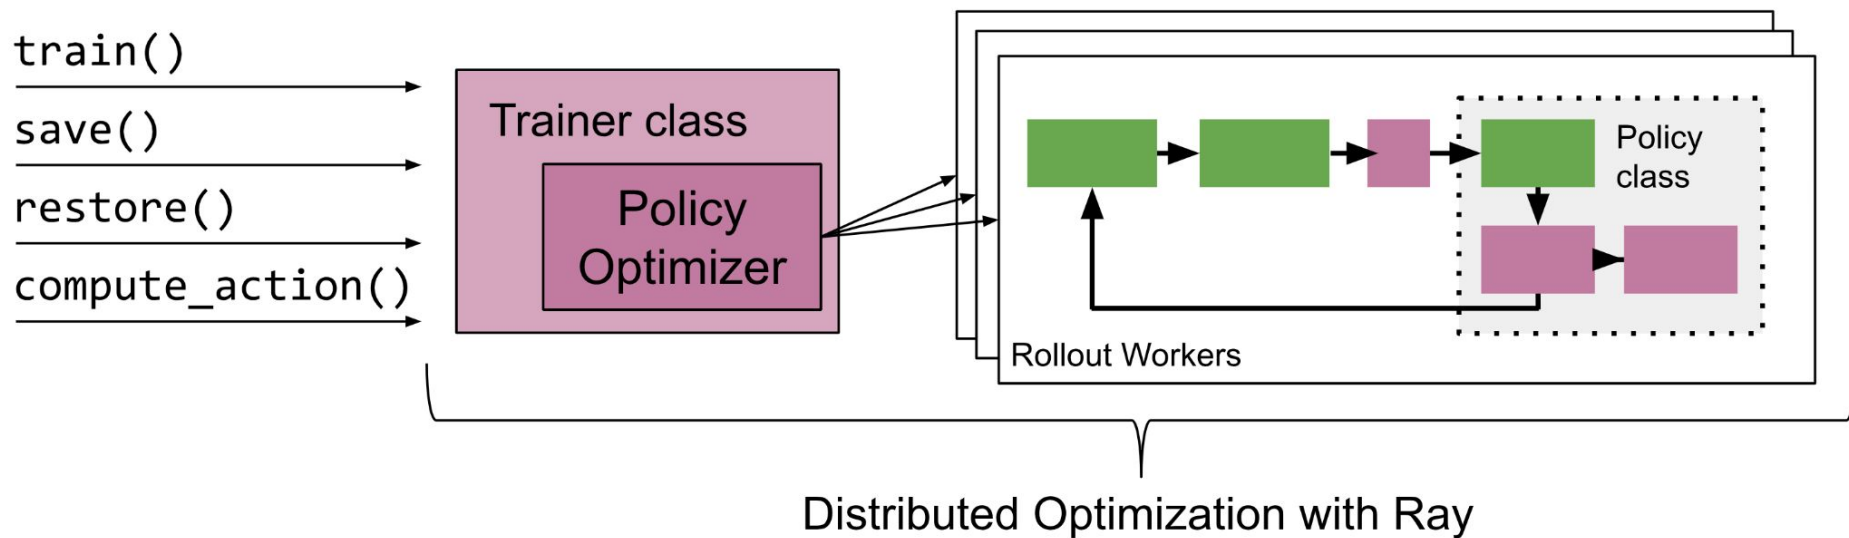 train()
save()
restore()
compute_action()
Trainer class
Policy
Optimizer
Policy
class
Rollout Workers
Distributed Optimization with Ray